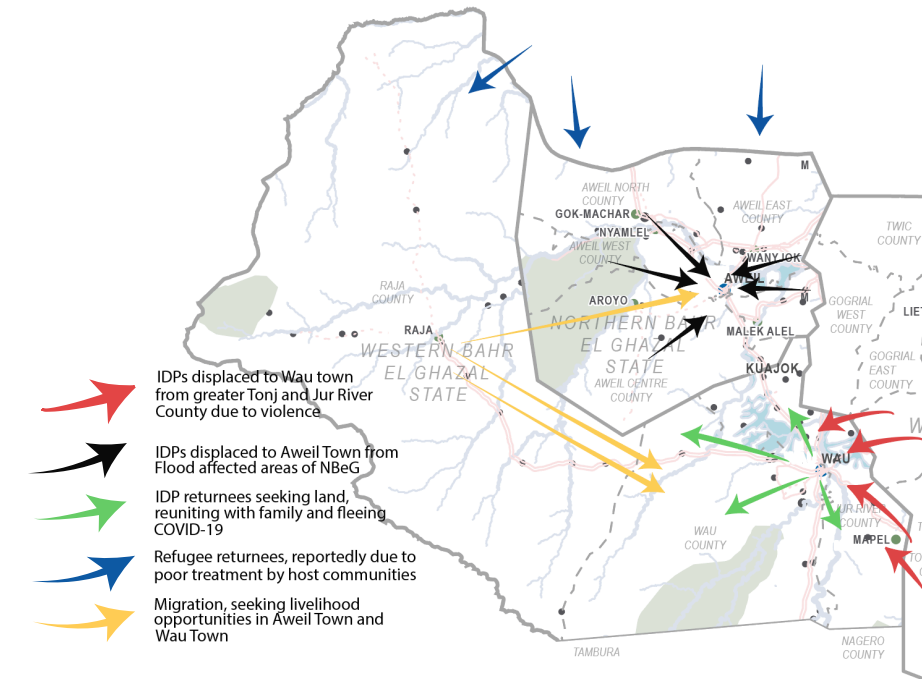 M
AWEIL NORTH
COUNTY
GOK-MACHAR
AWEIL EAST
COUNTY
NYAMLEL
AWEIL WEST
COUNTY
TWIC
COUNTY
WANYJOK
AWEIL
RAJA
COUNTY
AROYO
M
GOGRIAL
WEST
COUNTY
RAJA
NORTHERN BAHR
EL GHAZAL
STATE
MALEK ALEL
WESTERN BAHR
EL GHAZAL
STATE
AWEIL CENTRE
COUNTY
KUAJOK
GOGRIAL
EAST
COUNTY
IDPs displaced to Wau town
from greater Tonj and Jur River
County due to violence
IDPs displaced to Aweil Town from
Flood affected areas of NBeG
WAU
IDP returnees seeking land,
reuniting with family and fleeing
COVID-19
JUR RIVER
COUNTY
WAU
COUNTY
MAPEL
Refugee returnees, reportedly due to
poor treatment by host communities
Migration, seeking livelihood
opportunities in Aweil Town and
Wau Town
TAMBURA
NAGERO
COUNTY